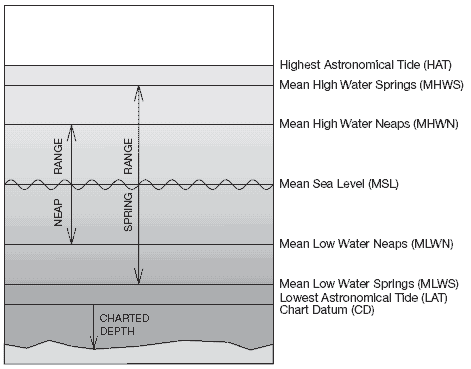 Highest Astronomical Tide (HAT)
Mean High Water Springs (MHWS)
Mean High Water Neaps (MHWN)
NEAP RANGE
SPRING RANGE
Mean Sea Level (MSL)
Mean Low Water Neaps (MLWN)
Mean Low Water Springs (MLWS)
Lowest Astronomical Tide (LAT)
Chart Datum (CD)
CHARTED
DEPTH